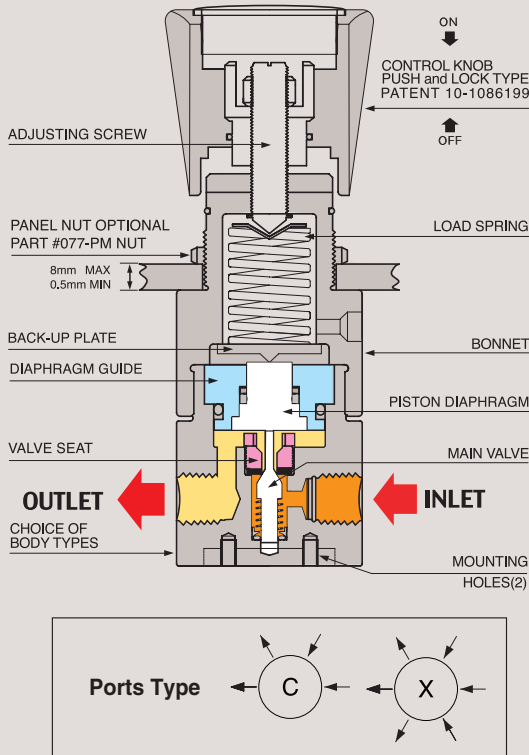 ON
CONTROL KNOB
PUSH and LOCK TYPE
PATENT 10-1086199
OFF
ADJUSTING SCREW
PANEL NUT OPTIONAL
PART #077-PM NUT
LOAD SPRING
8mm MAX
0.5mm MIN
BACK-UP PLATE
BONNET
DIAPHRAGM GUIDE
PISTON DIAPHRAGM
VALVE SEAT
MAIN VALVE
OUTLET
INLET
CHOICE OF
BODY TYPES
MOUNTING
HOLES(2)
Ports Type
C
X